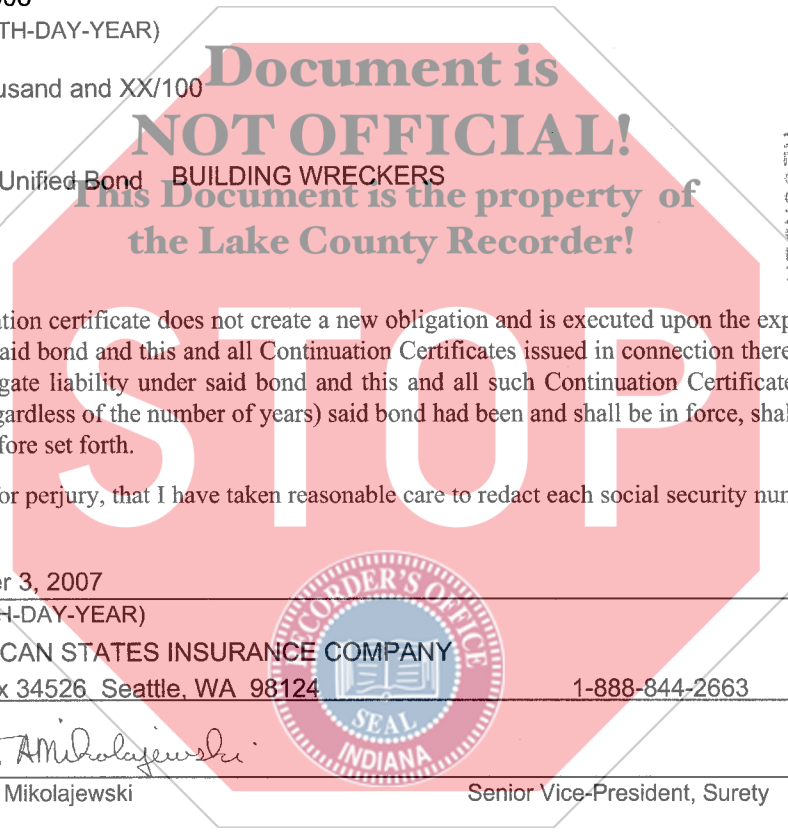 TH-DAY-YEAR)
Document is
usand and XX/100
NOT OFFICIAL!
Unified Bond BUILDING WRECKERS
This Document is the property of
the Lake County Recorder!
STOP
ation certificate does not create a new obligation and is executed upon the exp
aid bond and this and all Continuation Certificates issued in connection there
gate liability under said bond and this and all such Continuation Certificate
gardless of the number of years) said bond had been and shall be in force, shal
fore set forth.
or perjury, that I have taken reasonable care to redact each social security nun
er 3, 2007
H-DAY-YEAR)
CAN STATES INSURANCE COMPANY
x 34526 Seattle, WA 98124 1-888-844-2663
RECORDER'S OFFICE
SEAL
INDIANA
AMikolajewski
Mikolajewski Senior Vice-President, Surety